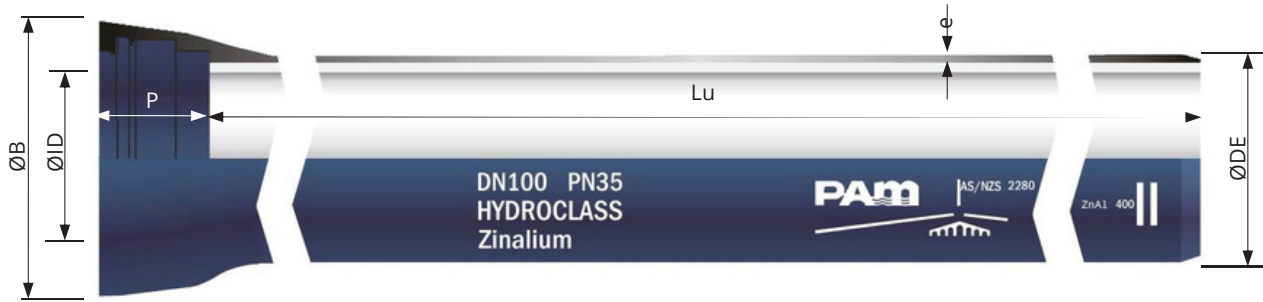 ØB
ØID
P
Lu
e
ØDE
DN100 PN35
HYDROCLASS
Zinalium
PAM
AS/NZS 2280
ZnAl 400